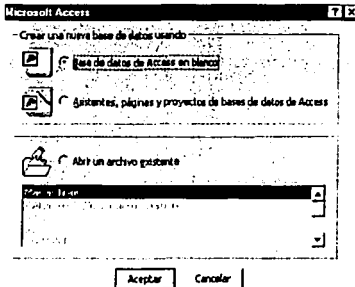 Microsoft Access
Crear una nueva base de datos usando
Base de datos de Access en blanco
Asistentes, páginas y proyectos de bases de datos de Access
Abrir un archivo existente
Aceptar
Cancelar